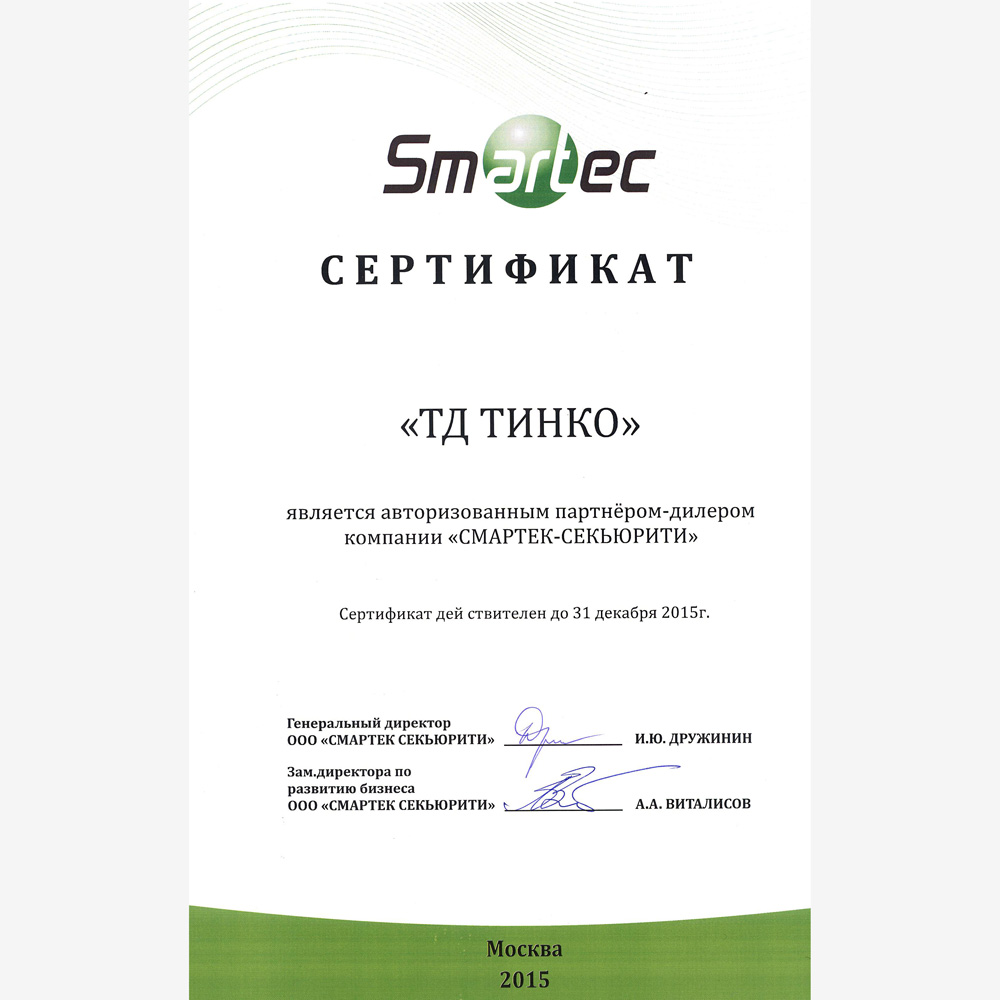 Smartec
СЕРТИФИКАТ
«ТД ТИНКО»
является авторизованным партнёром-дилером
компании «СМАРТЕК-СЕКЬЮРИТИ»
Сертификат дей ствителен до 31 декабря 2015г.
Генеральный директор
ООО «СМАРТЕК СЕКЬЮРИТИ» И.Ю. ДРУЖИНИН
Зам.директора по
развитию бизнеса
ООО «СМАРТЕК СЕКЬЮРИТИ» А.А. ВИТАЛИСОВ
Москва
2015